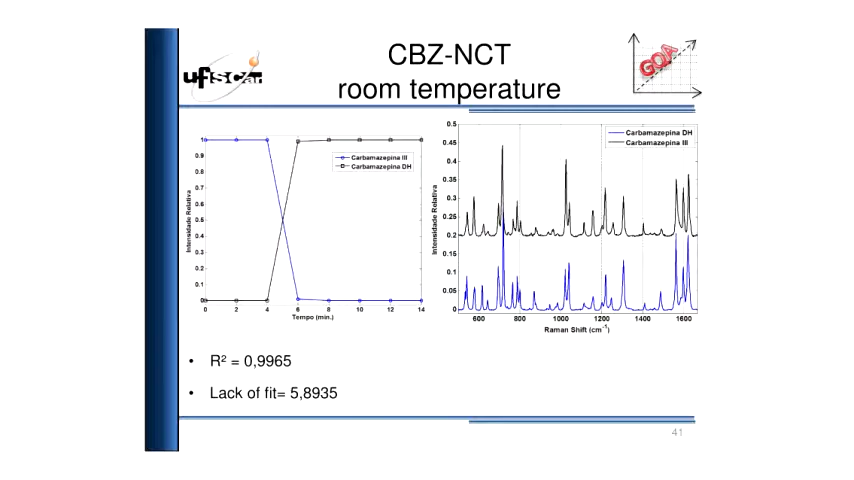 CBZ-NCT
room temperature
ufscar
GOA
Carbamazepina III
Carbamazepina DH
1
0.9
0.8
0.7
0.6
0.5
0.4
0.3
0.2
0.1
0
Intensidade Relativa
0 2 4 6 8 10 12 14
Tempo (min.)
Carbamazepina DH
Carbamazepina III
0.5
0.45
0.4
0.35
0.3
0.25
0.2
0.15
0.1
0.05
0
Intensidade Relativa
600 800 1000 1200 1400 1600
Raman Shift (cm⁻¹)
• R² = 0,9965
• Lack of fit= 5,8935
41